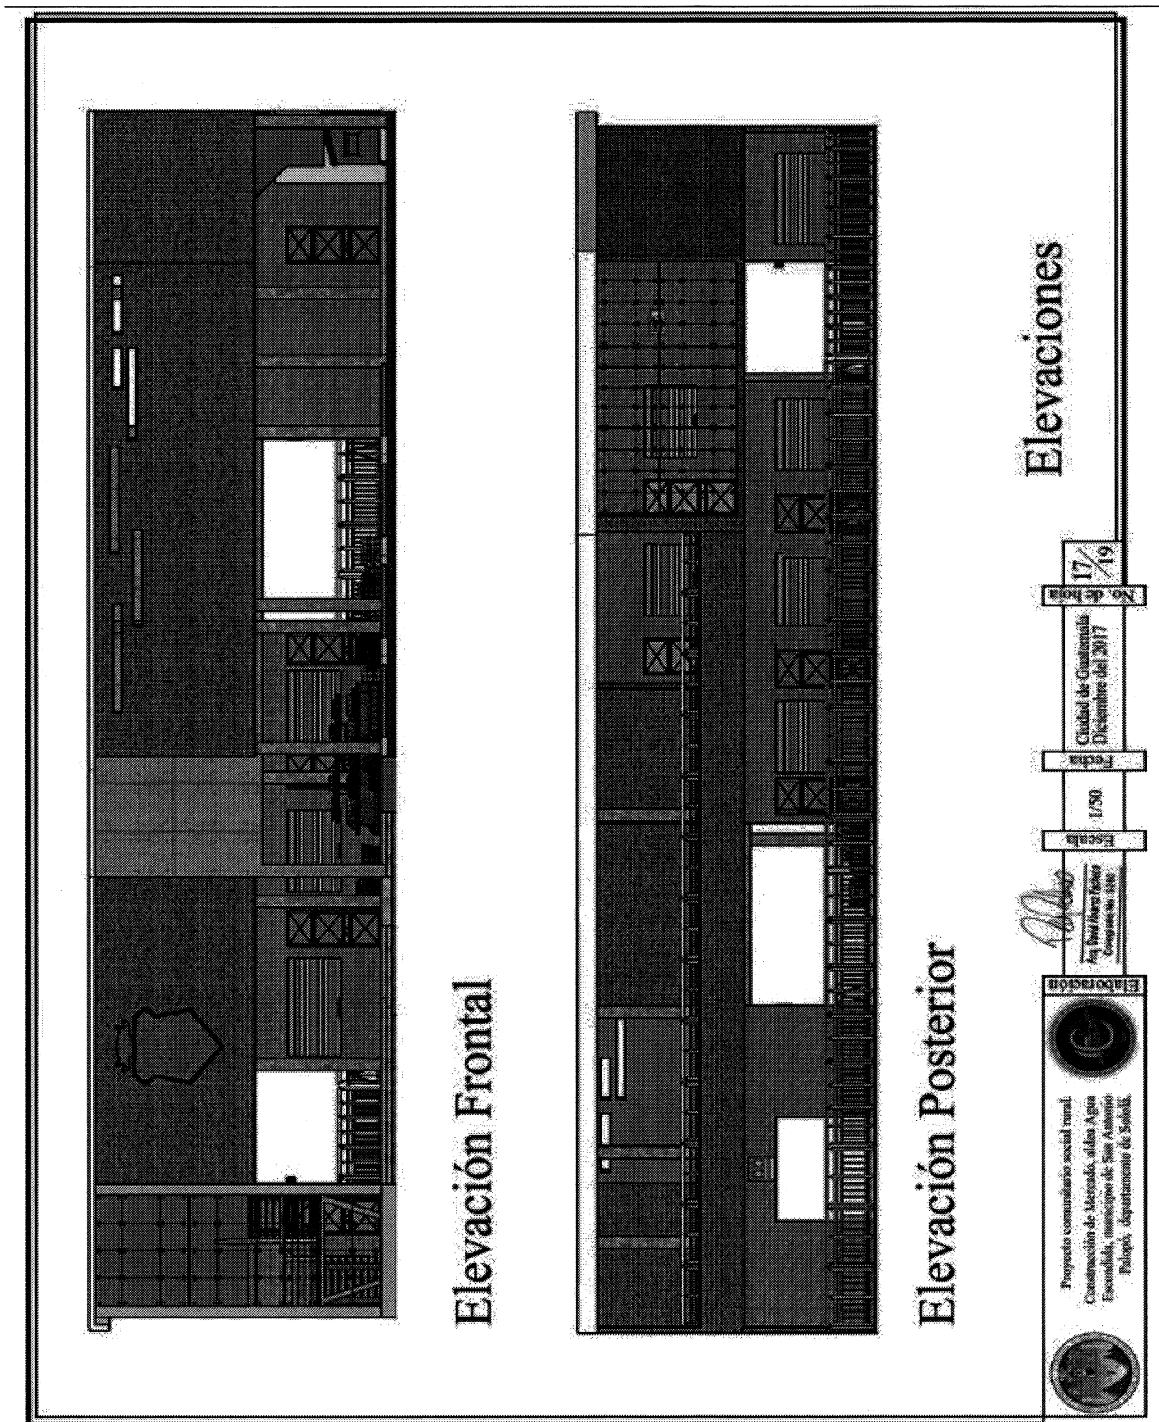 Elevación Frontal
Elevación Posterior
Elevaciones
Proyecto comunitario social rural:
Construcción de Mercado, aldea Agua
Escondida, municipio de San Antonio
Palopó, departamento de Sololá.
Elaboración
Escala
1/50
Fecha
Ciudad de Guatemala
Diciembre del 2017
No. de hoja
17/19